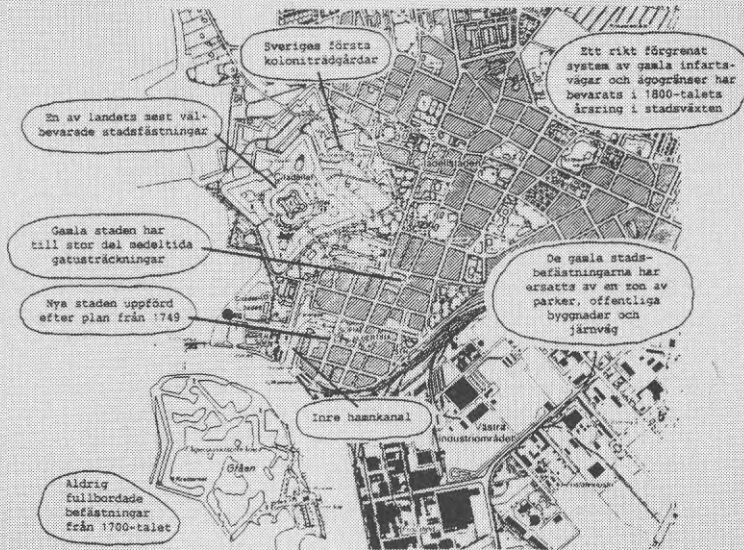 Sveriges första
koloniträdgårdar
Ett rikt förgrenat
system av gamla infarts-
vägar och ägogränser har
bevarats i 1800-talets
årsring i stadsväxten
En av landets mest väl-
bevarade stadsfästningar
Citadellet
Gamla staden har
till stor del medeltida
gatusträckningar
De gamla stads-
befästningarna har
ersatts av en zon av
parker, offentliga
byggnader och
järnväg
Nya staden uppförd
efter plan från 1749
Inre hamnkanal
Västra
industriområdet
Gråen
Aldrig
fullbordade
befästningar
från 1700-talet